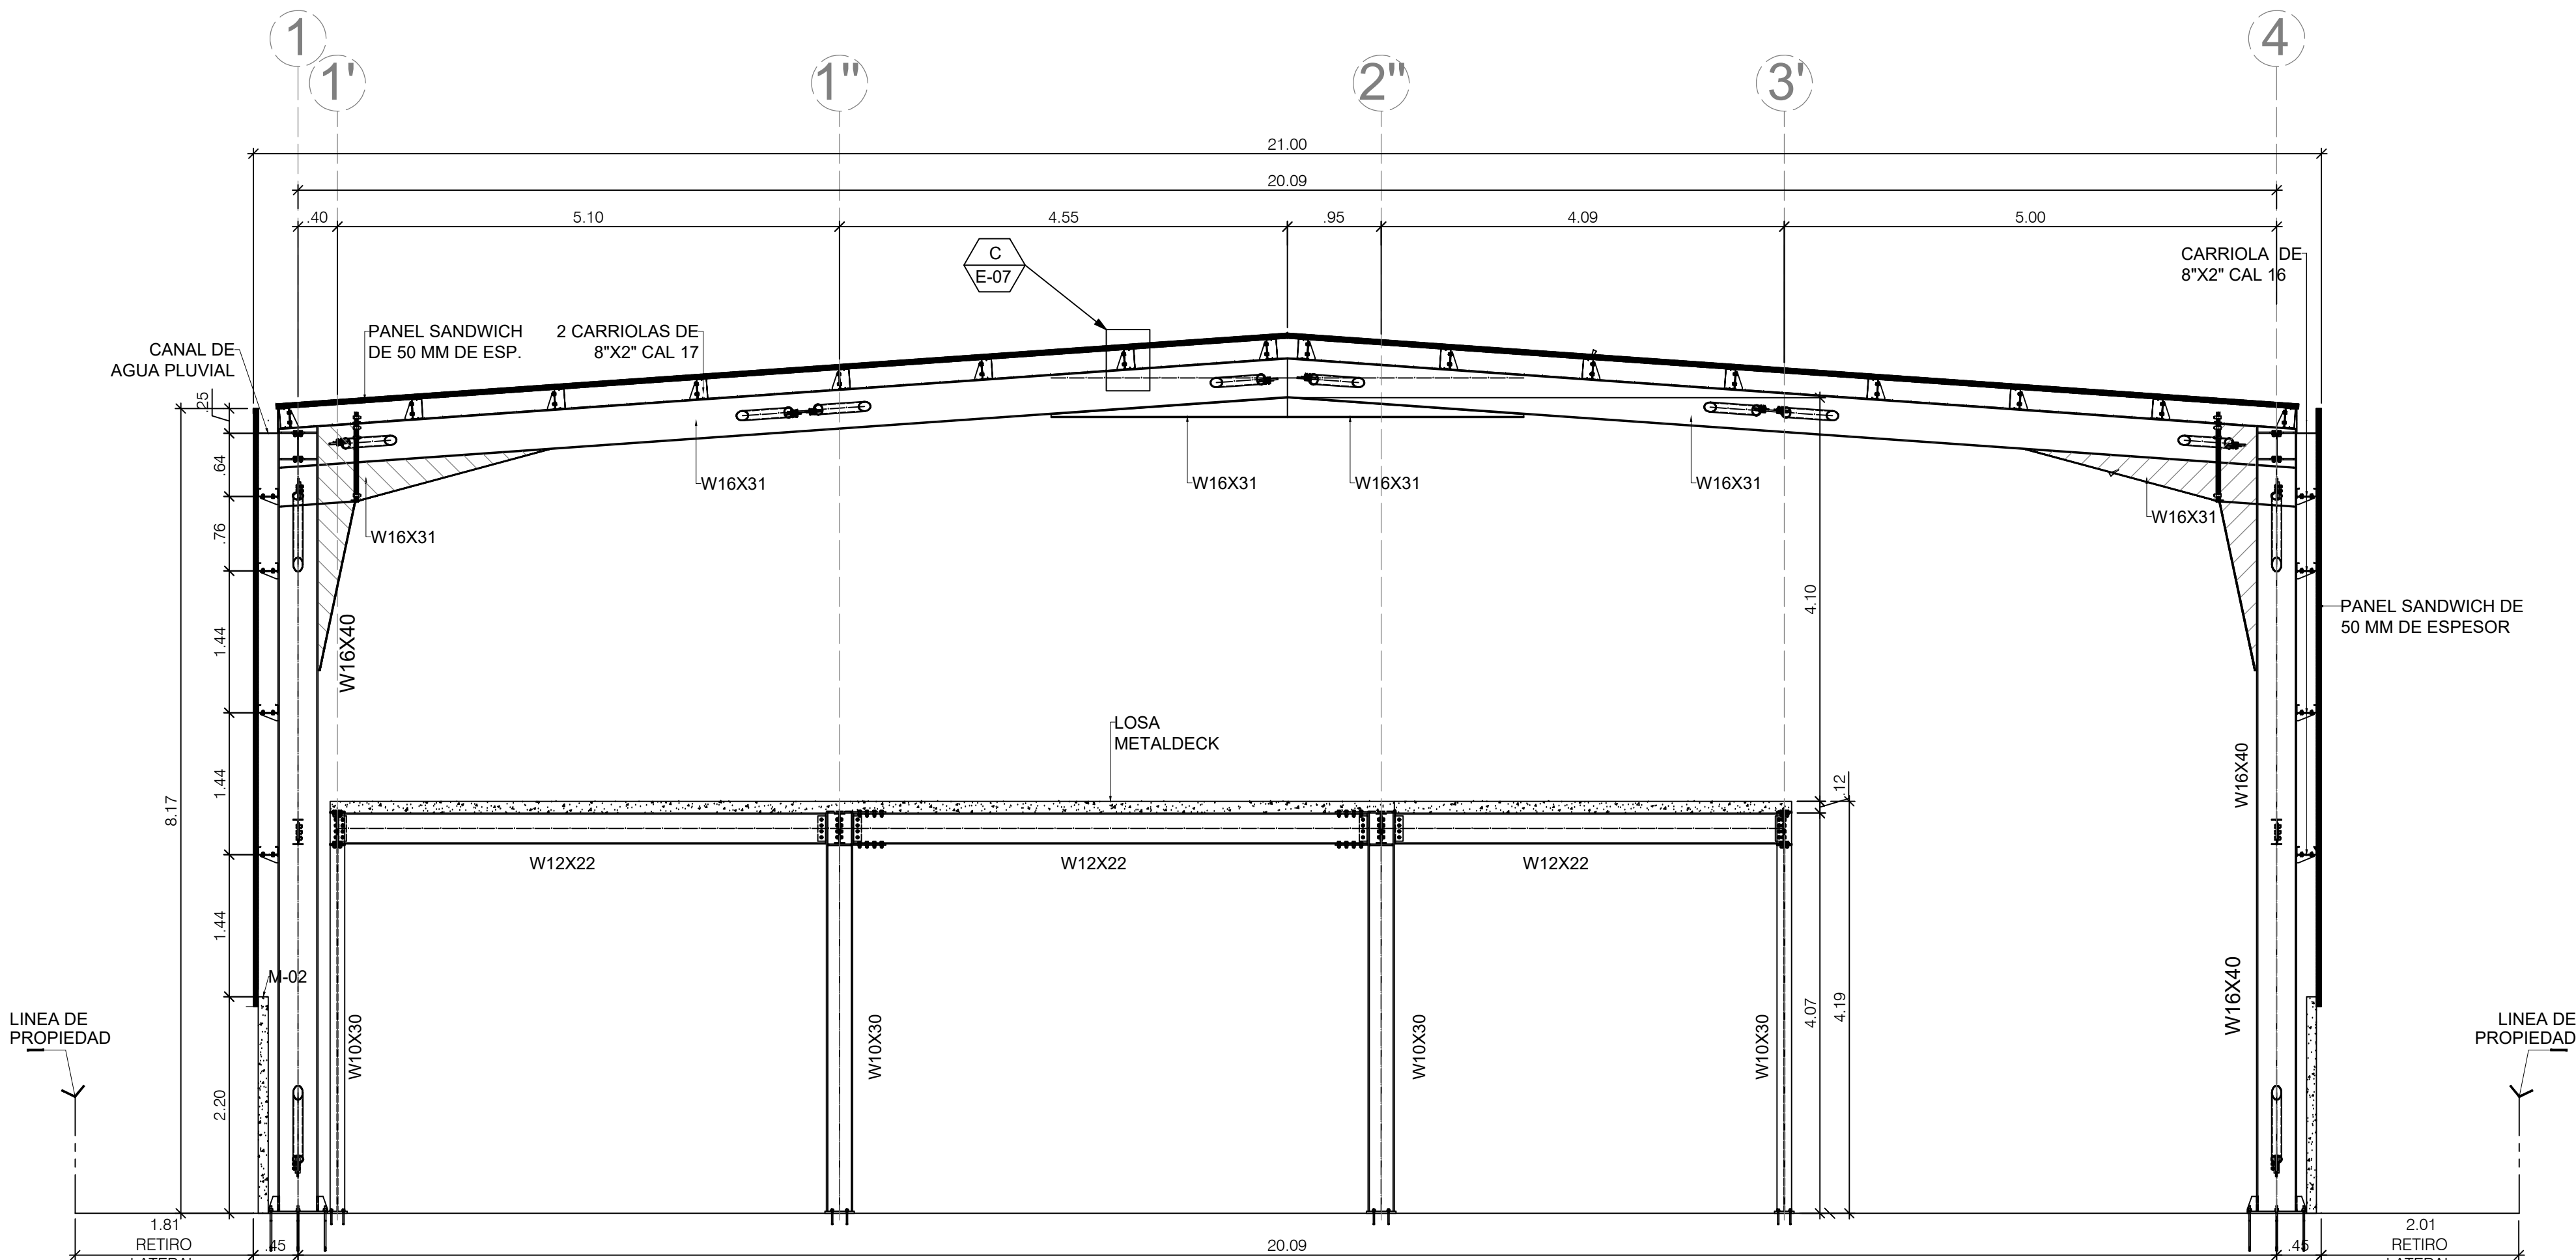 1
4
1'
1"
2"
3'
21.00
20.09
.40
5.10
4.55
.95
4.09
5.00
C
E-07
CARRIOLA DE
8"X2" CAL 16
PANEL SANDWICH
DE 50 MM DE ESP.
2 CARRIOLAS DE
8"X2" CAL 17
CANAL DE
AGUA PLUVIAL
.25
.64
.76
1.44
1.44
1.44
2.20
8.17
W16X31
W16X31
W16X31
W16X31
W16X31
W16X31
W16X40
4.10
PANEL SANDWICH DE
50 MM DE ESPESOR
LOSA
METALDECK
W16X40
.12
W12X22
W12X22
W12X22
M-02
W16X40
LINEA DE
PROPIEDAD
W10X30
W10X30
W10X30
W10X30
4.07
4.19
LINEA DE
PROPIEDAD
1.81
RETIRO
LATERAL
.45
20.09
.45
2.01
RETIRO
LATERAL